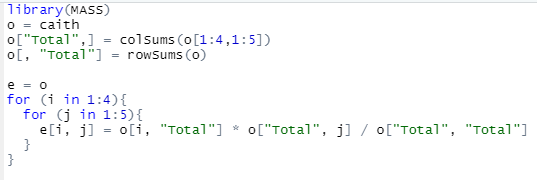 library(MASS)
o = caith
o["Total",] = colSums(o[1:4,1:5])
o[, "Total"] = rowSums(o)

e = o
for (i in 1:4){
  for (j in 1:5){
    e[i, j] = o[i, "Total"] * o["Total", j] / o["Total", "Total"]
  }
}